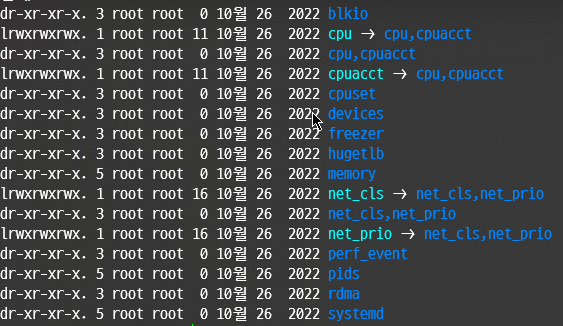 dr-xr-xr-x. 3 root root  0 10월 26  2022 blkio
lrwxrwxrwx. 1 root root 11 10월 26  2022 cpu -> cpu,cpuacct
dr-xr-xr-x. 3 root root  0 10월 26  2022 cpu,cpuacct
lrwxrwxrwx. 1 root root 11 10월 26  2022 cpuacct -> cpu,cpuacct
dr-xr-xr-x. 3 root root  0 10월 26  2022 cpuset
dr-xr-xr-x. 3 root root  0 10월 26  2022 devices
dr-xr-xr-x. 3 root root  0 10월 26  2022 freezer
dr-xr-xr-x. 3 root root  0 10월 26  2022 hugetlb
dr-xr-xr-x. 5 root root  0 10월 26  2022 memory
lrwxrwxrwx. 1 root root 16 10월 26  2022 net_cls -> net_cls,net_prio
dr-xr-xr-x. 3 root root  0 10월 26  2022 net_cls,net_prio
lrwxrwxrwx. 1 root root 16 10월 26  2022 net_prio -> net_cls,net_prio
dr-xr-xr-x. 3 root root  0 10월 26  2022 perf_event
dr-xr-xr-x. 5 root root  0 10월 26  2022 pids
dr-xr-xr-x. 3 root root  0 10월 26  2022 rdma
dr-xr-xr-x. 5 root root  0 10월 26  2022 systemd